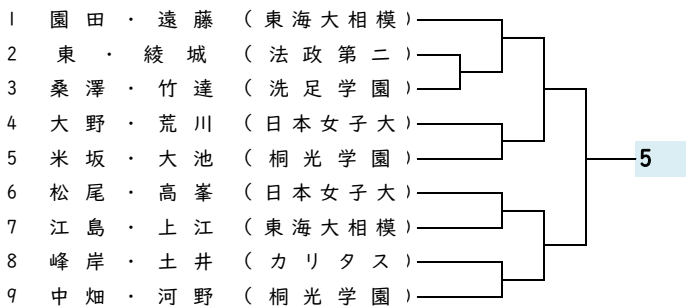 1 園田・遠藤 (東海大相模)
2 東・綾城 (法政第二)
3 桑澤・竹達 (洗足学園)
4 大野・荒川 (日本女子大)
5 米坂・大池 (桐光学園)
5
6 松尾・高峯 (日本女子大)
7 江島・上江 (東海大相模)
8 峰岸・土井 (カリタス)
9 中畑・河野 (桐光学園)